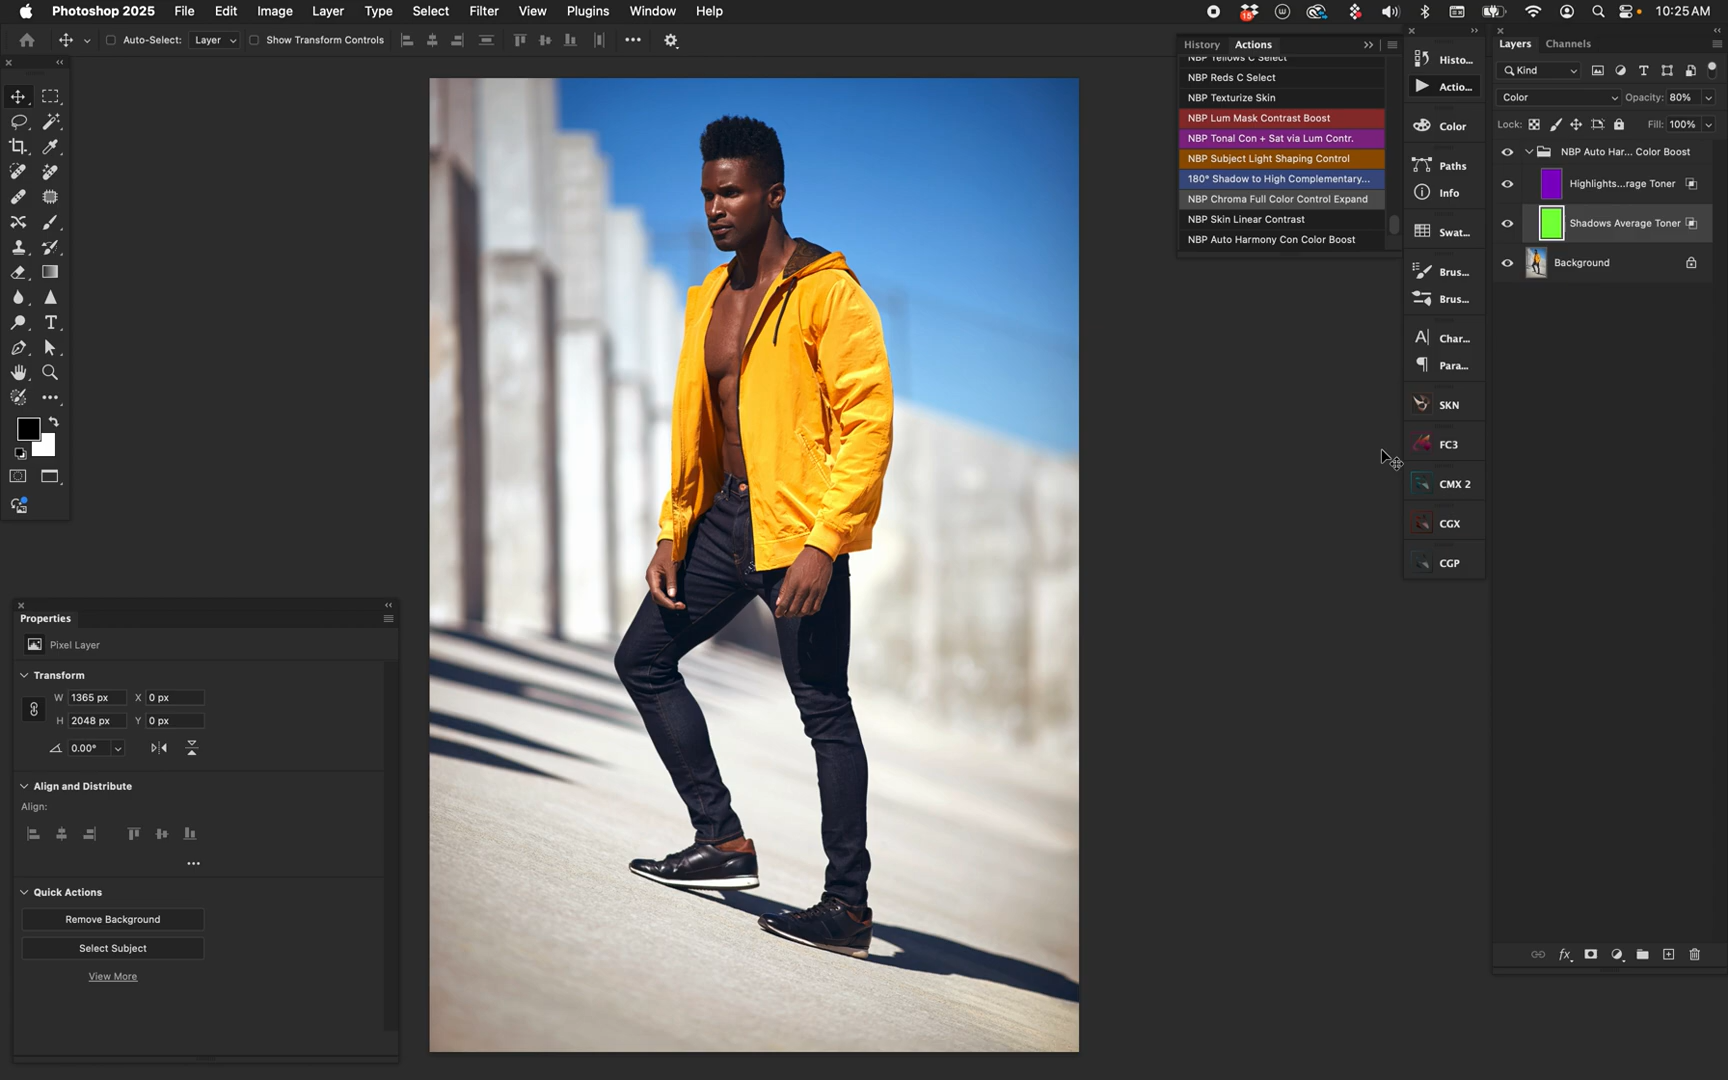 Photoshop 2025 File Edit Image Layer Type Select Filter View Plugins Window Help 10:25 AM
Auto-Select: Layer Show Transform Controls
History Actions
NBP Yellows C Select
NBP Reds C Select
NBP Texturize Skin
NBP Lum Mask Contrast Boost
NBP Tonal Con + Sat via Lum Contr.
NBP Subject Light Shaping Control
180° Shadow to High Complementary...
NBP Chroma Full Color Control Expand
NBP Skin Linear Contrast
NBP Auto Harmony Con Color Boost
Histo...
Actio...
Color
Paths
Info
Swat...
Brus...
Brus...
Char...
Para...
SKN
FC3
CMX 2
CGX
CGP
Layers Channels
Kind
Color Opacity: 80%
Lock: Fill: 100%
NBP Auto Har... Color Boost
Highlights...rage Toner
Shadows Average Toner
Background
Properties
Pixel Layer
Transform
W 1365 px X 0 px
H 2048 px Y 0 px
0.00°
Align and Distribute
Align:
Quick Actions
Remove Background
Select Subject
View More